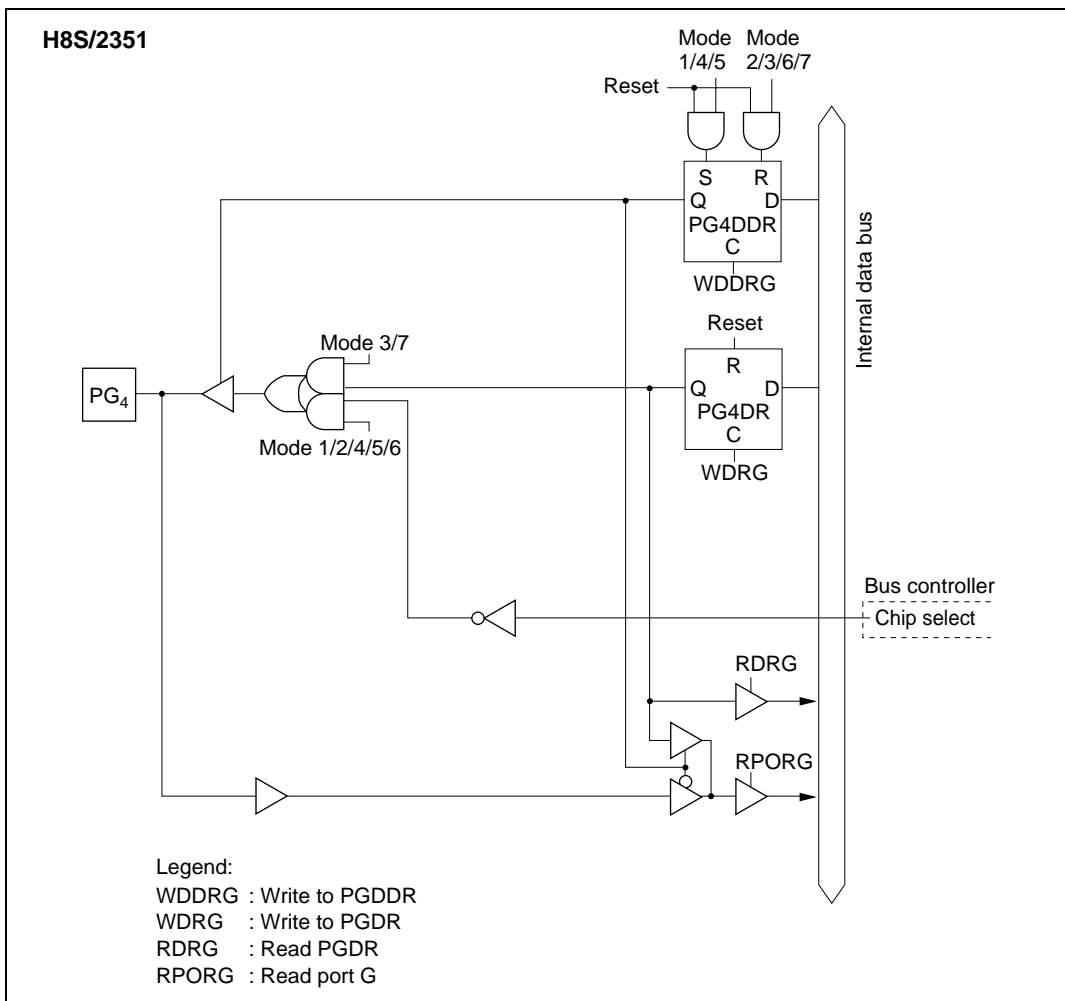 H8S/2351
Mode
1/4/5
Mode
2/3/6/7
Reset
S
R
Q
D
PG4DDR
C
WDDRG
Internal data bus
Reset
Mode 3/7
R
Q
D
PG4DR
C
WDRG
PG4
Mode 1/2/4/5/6
Bus controller
Chip select
RDRG
RPORG
Legend:
WDDRG : Write to PGDDR
WDRG : Write to PGDR
RDRG : Read PGDR
RPORG : Read port G